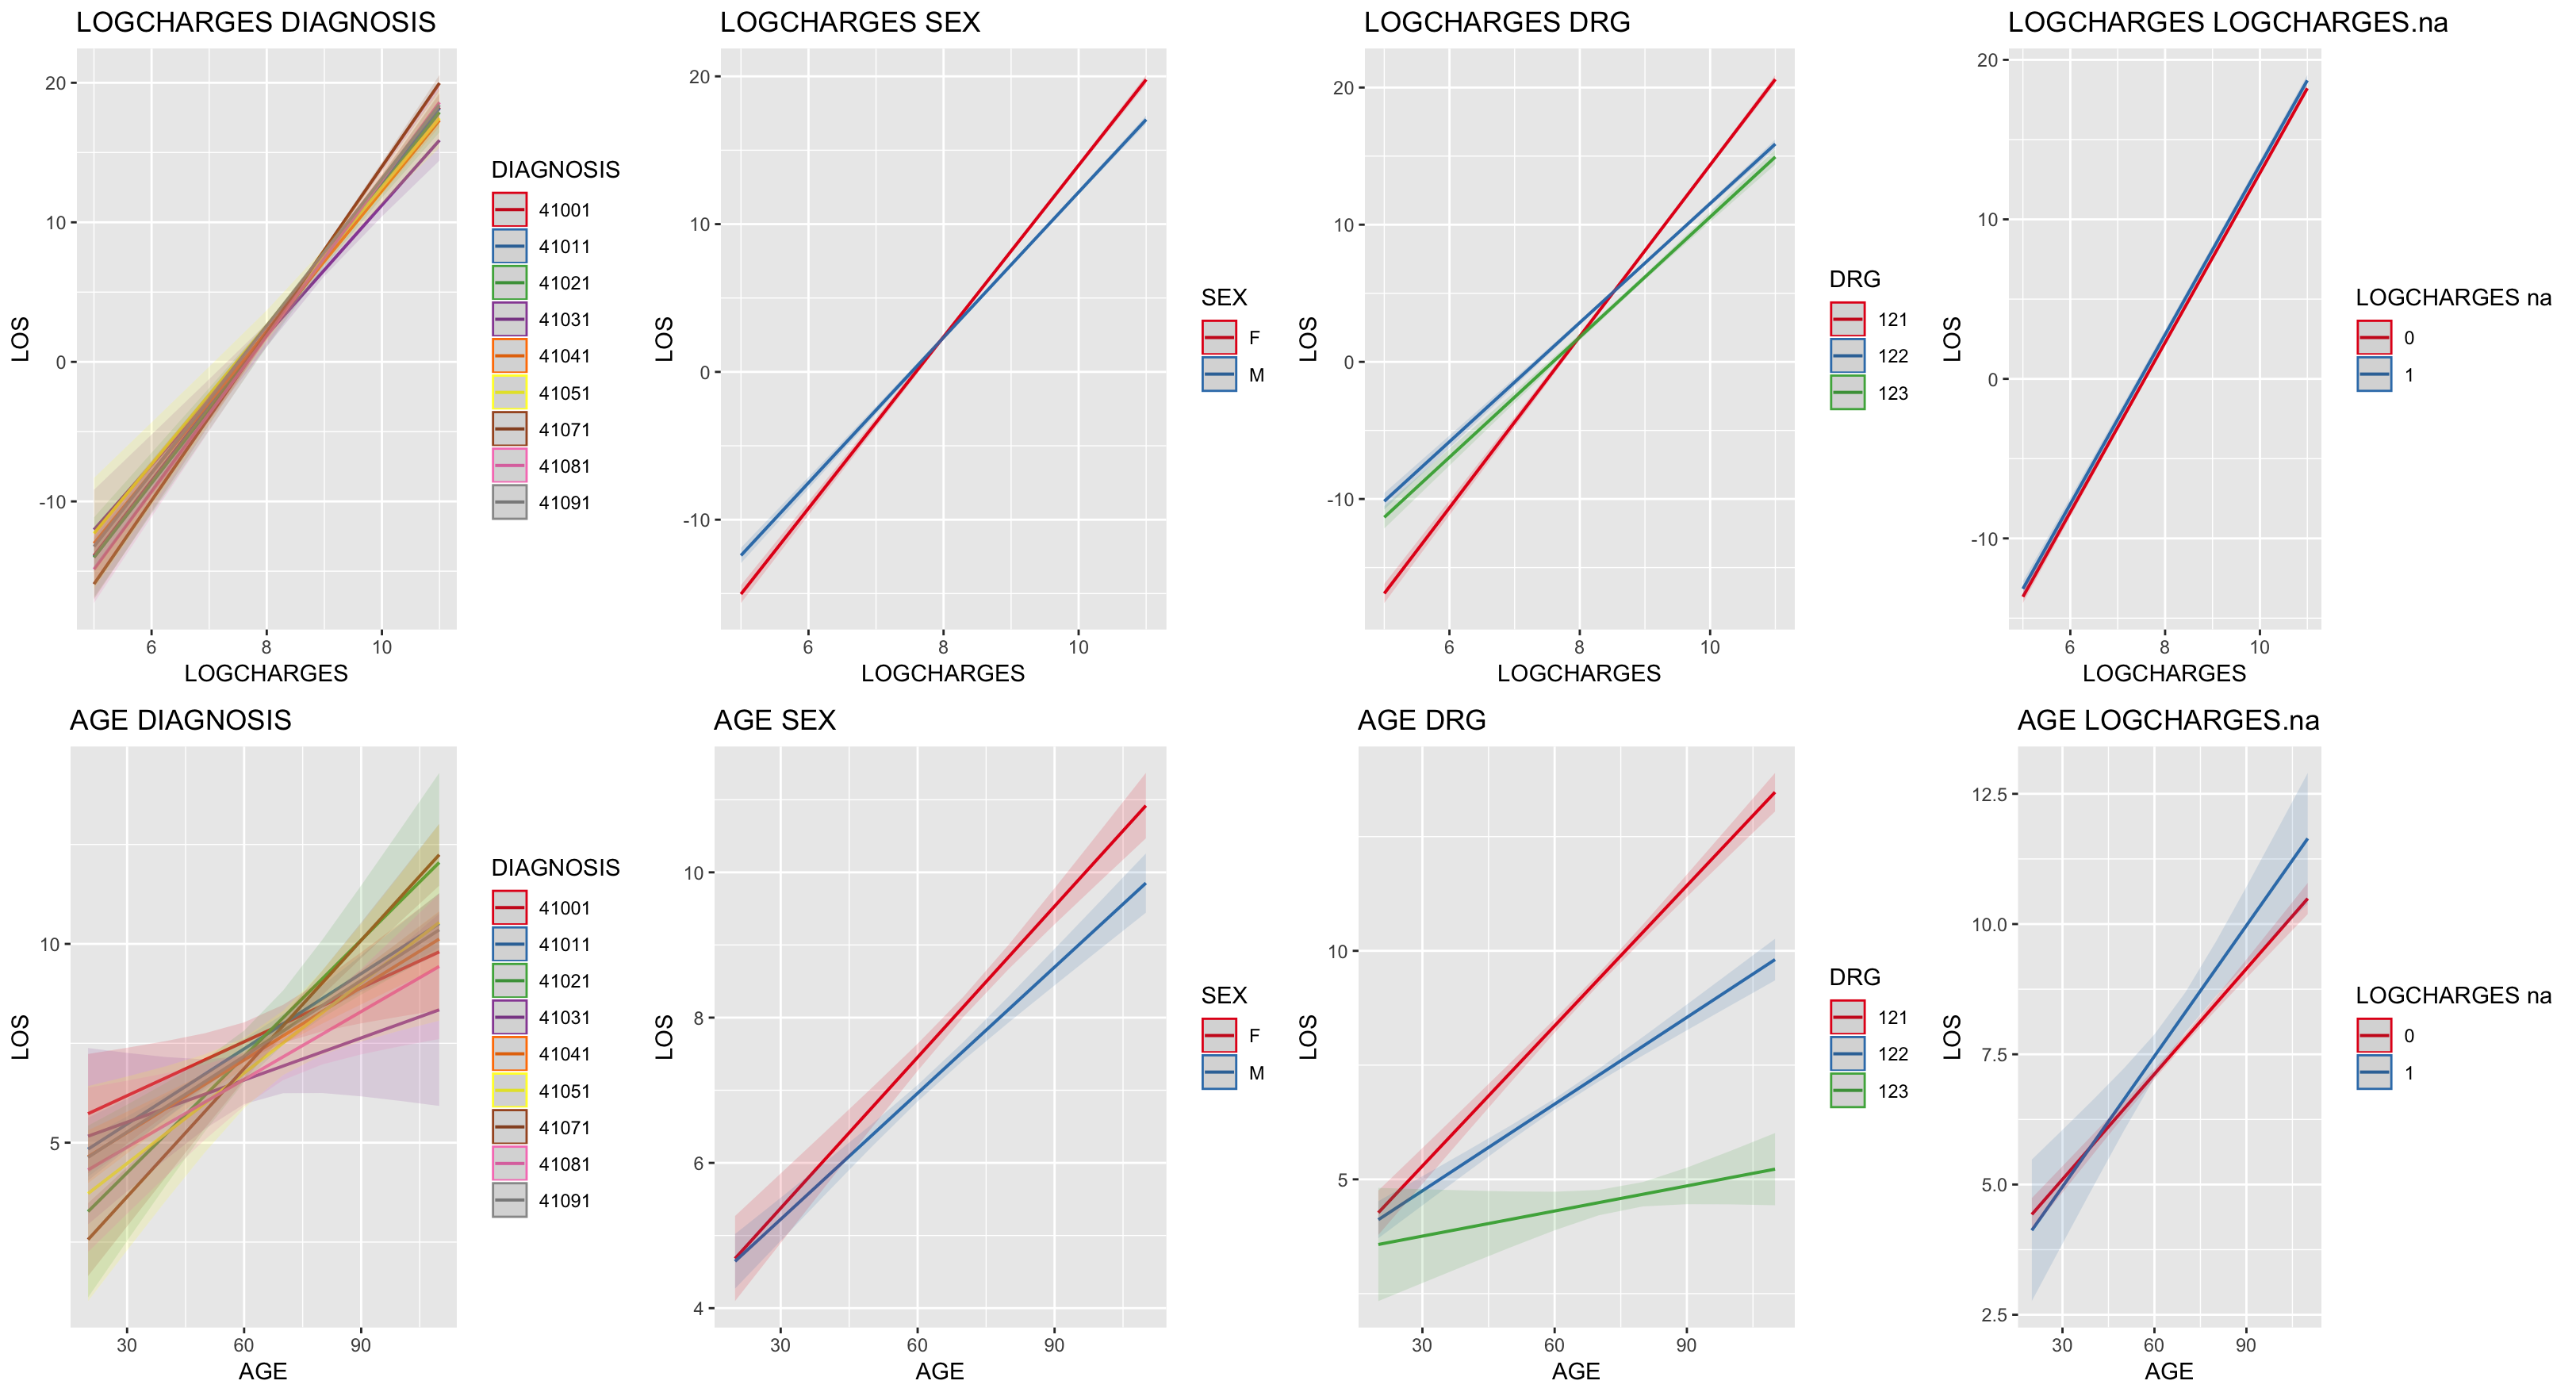 LOGCHARGES DIAGNOSIS
20
10
0
-10
LOS
6 8 10
LOGCHARGES
DIAGNOSIS
41001
41011
41021
41031
41041
41051
41071
41081
41091
LOGCHARGES SEX
20
10
0
-10
LOS
6 8 10
LOGCHARGES
SEX
F
M
LOGCHARGES DRG
20
10
0
-10
LOS
6 8 10
LOGCHARGES
DRG
121
122
123
LOGCHARGES LOGCHARGES.na
20
10
0
-10
LOS
6 8 10
LOGCHARGES
LOGCHARGES na
0
1
AGE DIAGNOSIS
10
5
LOS
30 60 90
AGE
DIAGNOSIS
41001
41011
41021
41031
41041
41051
41071
41081
41091
AGE SEX
10
8
6
4
LOS
30 60 90
AGE
SEX
F
M
AGE DRG
10
5
LOS
30 60 90
AGE
DRG
121
122
123
AGE LOGCHARGES.na
12.5
10.0
7.5
5.0
2.5
LOS
30 60 90
AGE
LOGCHARGES na
0
1